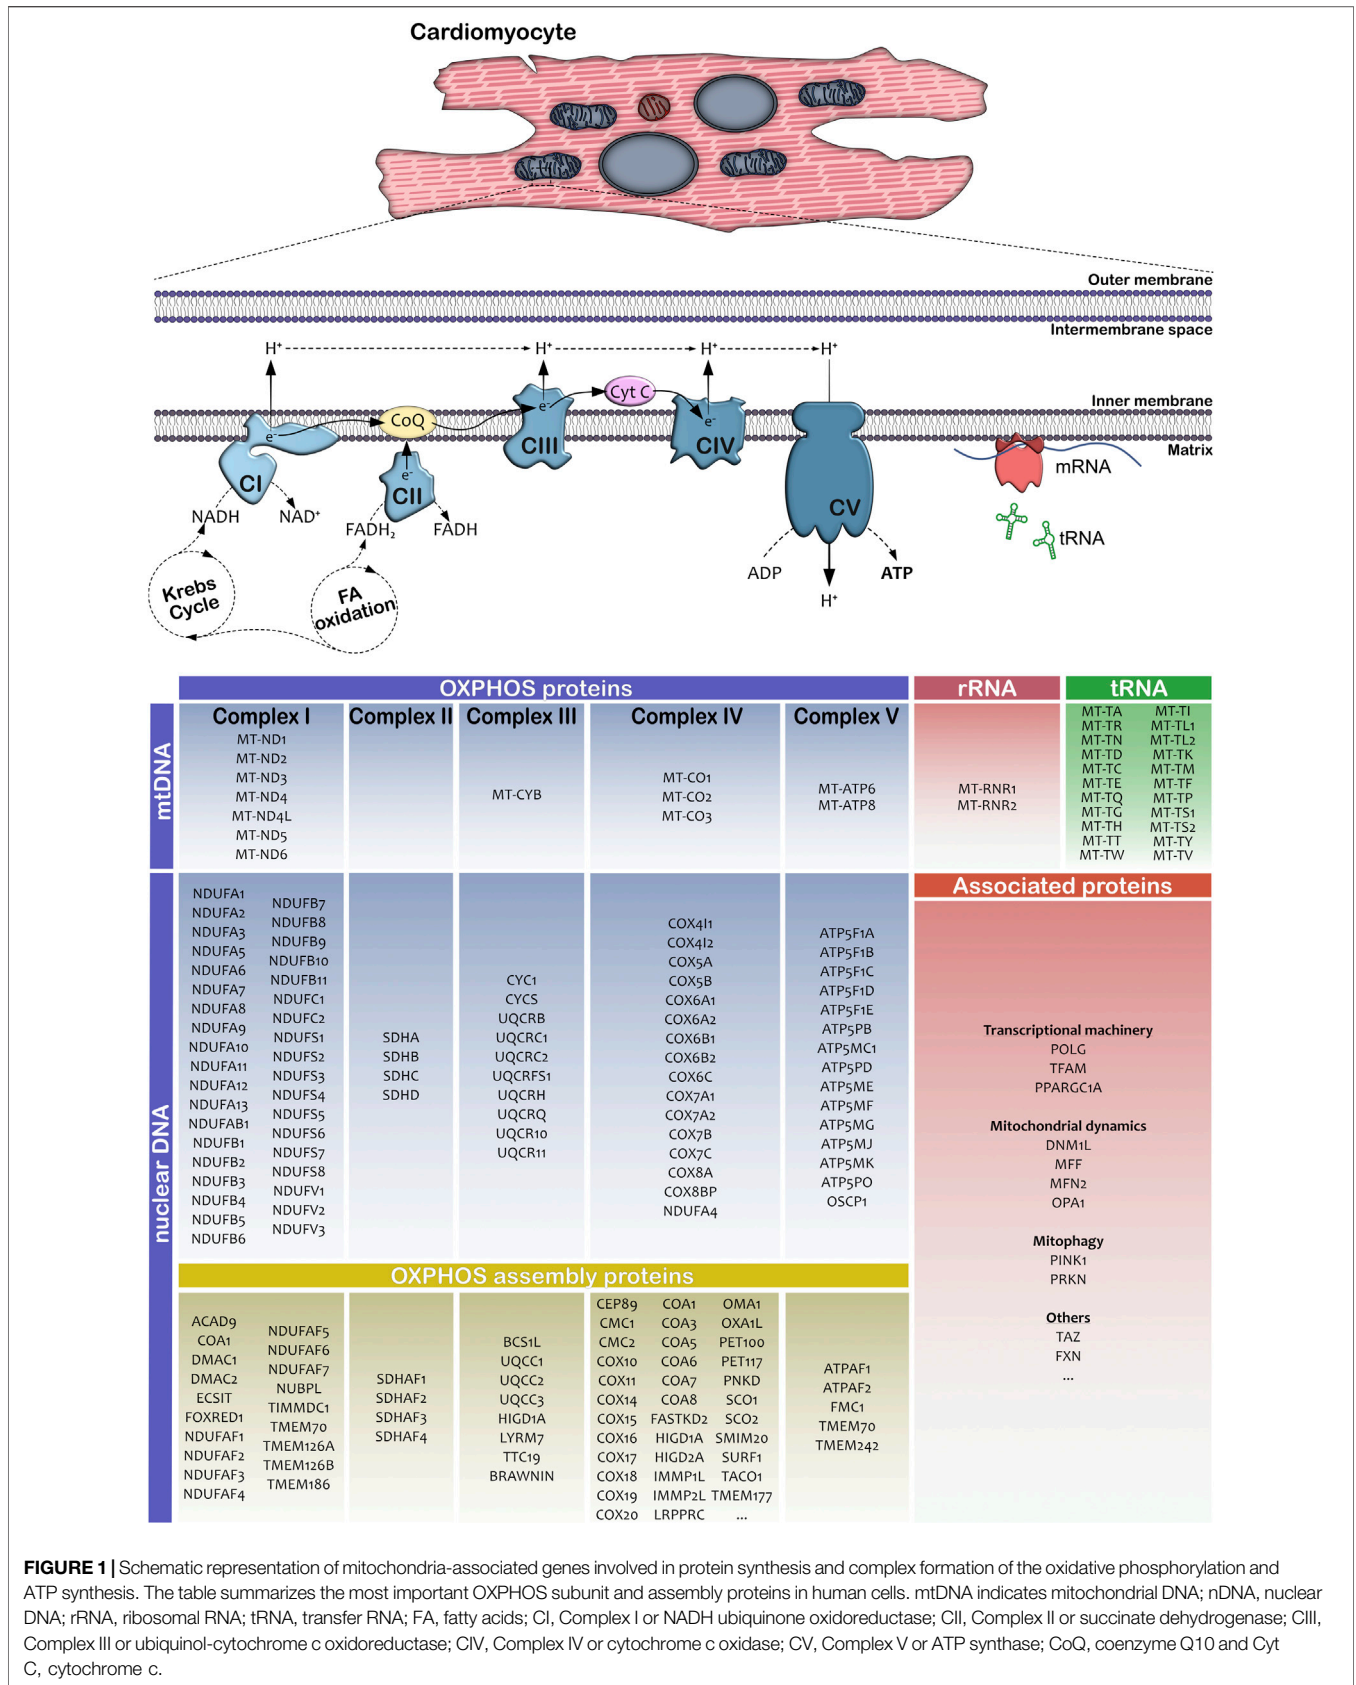 Cardiomyocyte
Outer membrane
Intermembrane space
H⁺ H⁺ H⁺ H⁺
Inner membrane
Matrix
e⁻ CoQ e⁻ Cyt C e⁻
CI CII CIII CIV CV
e⁻
mRNA
tRNA
NADH NAD⁺ FADH₂ FADH
ADP ATP
H⁺
Krebs
Cycle
FA
oxidation
OXPHOS proteins
rRNA
tRNA
mtDNA
Complex I
MT-ND1
MT-ND2
MT-ND3
MT-ND4
MT-ND4L
MT-ND5
MT-ND6
Complex II
Complex III
MT-CYB
Complex IV
MT-CO1
MT-CO2
MT-CO3
Complex V
MT-ATP6
MT-ATP8
MT-RNR1
MT-RNR2
MT-TA MT-TI
MT-TR MT-TL1
MT-TN MT-TL2
MT-TD MT-TK
MT-TC MT-TM
MT-TE MT-TF
MT-TQ MT-TP
MT-TG MT-TS1
MT-TH MT-TS2
MT-TT MT-TY
MT-TW MT-TV
nuclear DNA
NDUFA1
NDUFA2
NDUFA3
NDUFA5
NDUFA6
NDUFA7
NDUFA8
NDUFA9
NDUFA10
NDUFA11
NDUFA12
NDUFA13
NDUFAB1
NDUFB1
NDUFB2
NDUFB3
NDUFB4
NDUFB5
NDUFB6
NDUFB7
NDUFB8
NDUFB9
NDUFB10
NDUFB11
NDUFC1
NDUFC2
NDUFS1
NDUFS2
NDUFS3
NDUFS4
NDUFS5
NDUFS6
NDUFS7
NDUFS8
NDUFV1
NDUFV2
NDUFV3
SDHA
SDHB
SDHC
SDHD
CYC1
CYCS
UQCRB
UQCRC1
UQCRC2
UQCRFS1
UQCRH
UQCRQ
UQCR10
UQCR11
COX4I1
COX4I2
COX5A
COX5B
COX6A1
COX6A2
COX6B1
COX6B2
COX6C
COX7A1
COX7A2
COX7B
COX7C
COX8A
COX8BP
NDUFA4
ATP5F1A
ATP5F1B
ATP5F1C
ATP5F1D
ATP5F1E
ATP5PB
ATP5MC1
ATP5PD
ATP5ME
ATP5MF
ATP5MG
ATP5MJ
ATP5MK
ATP5PO
OSCP1
Associated proteins
Transcriptional machinery
POLG
TFAM
PPARGC1A
Mitochondrial dynamics
DNM1L
MFF
MFN2
OPA1
Mitophagy
PINK1
PRKN
Others
TAZ
FXN
...
OXPHOS assembly proteins
ACAD9
COA1
DMAC1
DMAC2
ECSIT
FOXRED1
NDUFAF1
NDUFAF2
NDUFAF3
NDUFAF4
NDUFAF5
NDUFAF6
NDUFAF7
NUBPL
TIMMDC1
TMEM70
TMEM126A
TMEM126B
TMEM186
SDHAF1
SDHAF2
SDHAF3
SDHAF4
BCS1L
UQCC1
UQCC2
UQCC3
HIGD1A
LYRM7
TTC19
BRAWNIN
CEP89 COA1 OMA1
CMC1 COA3 OXA1L
CMC2 COA5 PET100
COX10 COA6 PET117
COX11 COA7 PNKD
COX14 COA8 SCO1
COX15 FASTKD2 SCO2
COX16 HIGD1A SMIM20
COX17 HIGD2A SURF1
COX18 IMMP1L TACO1
COX19 IMMP2L TMEM177
COX20 LRPPRC ...
ATPAF1
ATPAF2
FMC1
TMEM70
TMEM242
FIGURE 1 | Schematic representation of mitochondria-associated genes involved in protein synthesis and complex formation of the oxidative phosphorylation and
ATP synthesis. The table summarizes the most important OXPHOS subunit and assembly proteins in human cells. mtDNA indicates mitochondrial DNA; nDNA, nuclear
DNA; rRNA, ribosomal RNA; tRNA, transfer RNA; FA, fatty acids; CI, Complex I or NADH ubiquinone oxidoreductase; CII, Complex II or succinate dehydrogenase; CIII,
Complex III or ubiquinol-cytochrome c oxidoreductase; CIV, Complex IV or cytochrome c oxidase; CV, Complex V or ATP synthase; CoQ, coenzyme Q10 and Cyt
C, cytochrome c.